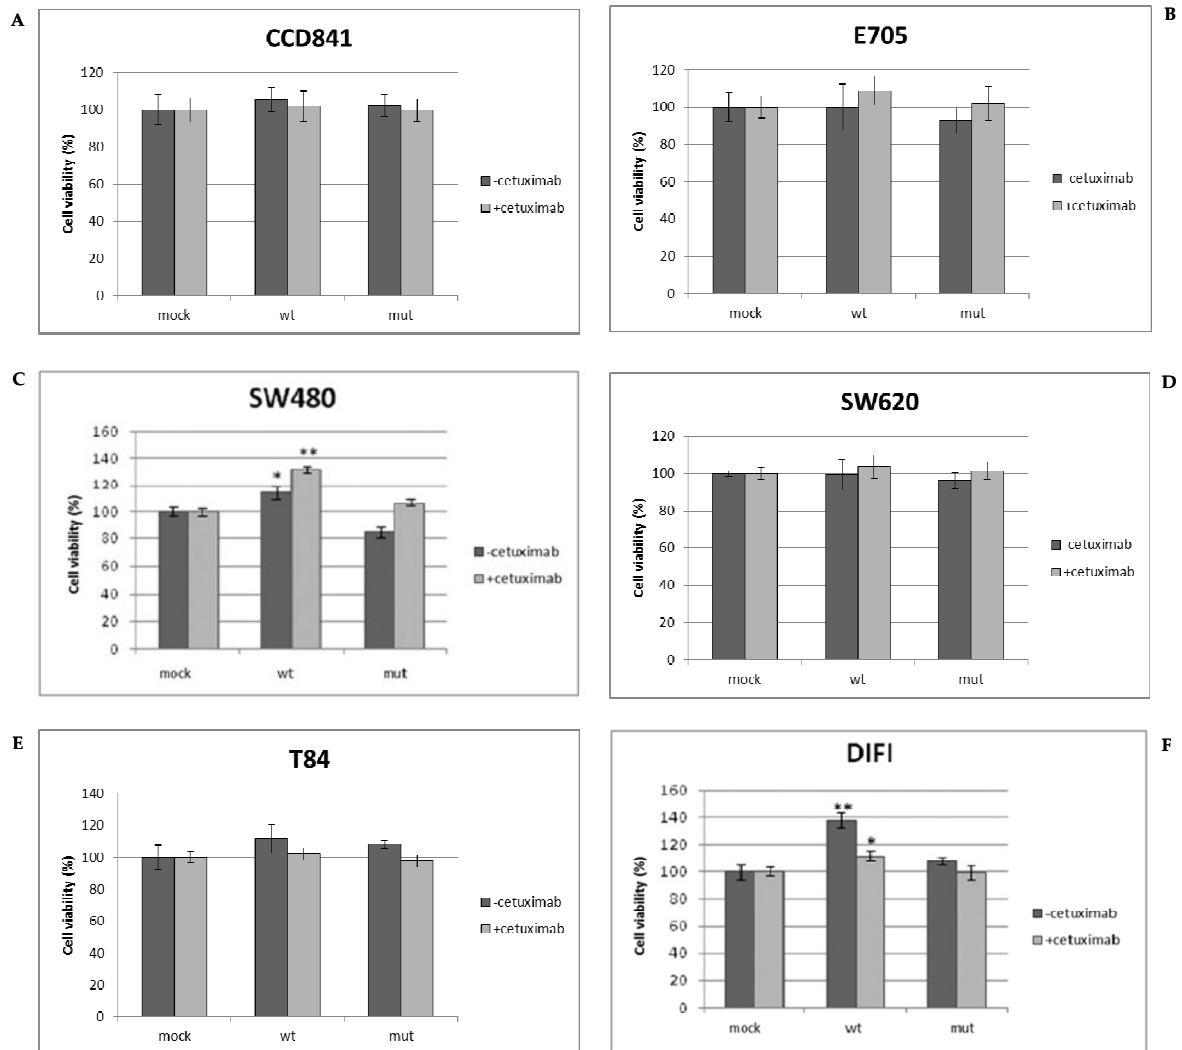 A
CCD841
Cell viability (%)
120
100
80
60
40
20
0
mock wt mut
-cetuximab
+cetuximab
B
E705
Cell viability (%)
120
100
80
60
40
20
0
mock wt mut
cetuximab
+cetuximab
C
SW480
Cell viability (%)
160
140
120
100
80
60
40
20
0
* **
mock wt mut
-cetuximab
+cetuximab
D
SW620
Cell viability (%)
120
100
80
60
40
20
0
mock wt mut
cetuximab
+cetuximab
E
T84
Cell viability (%)
140
120
100
80
60
40
20
0
mock wt mut
-cetuximab
+cetuximab
F
DIFI
Cell viability (%)
160
140
120
100
80
60
40
20
0
** *
mock wt mut
-cetuximab
+cetuximab